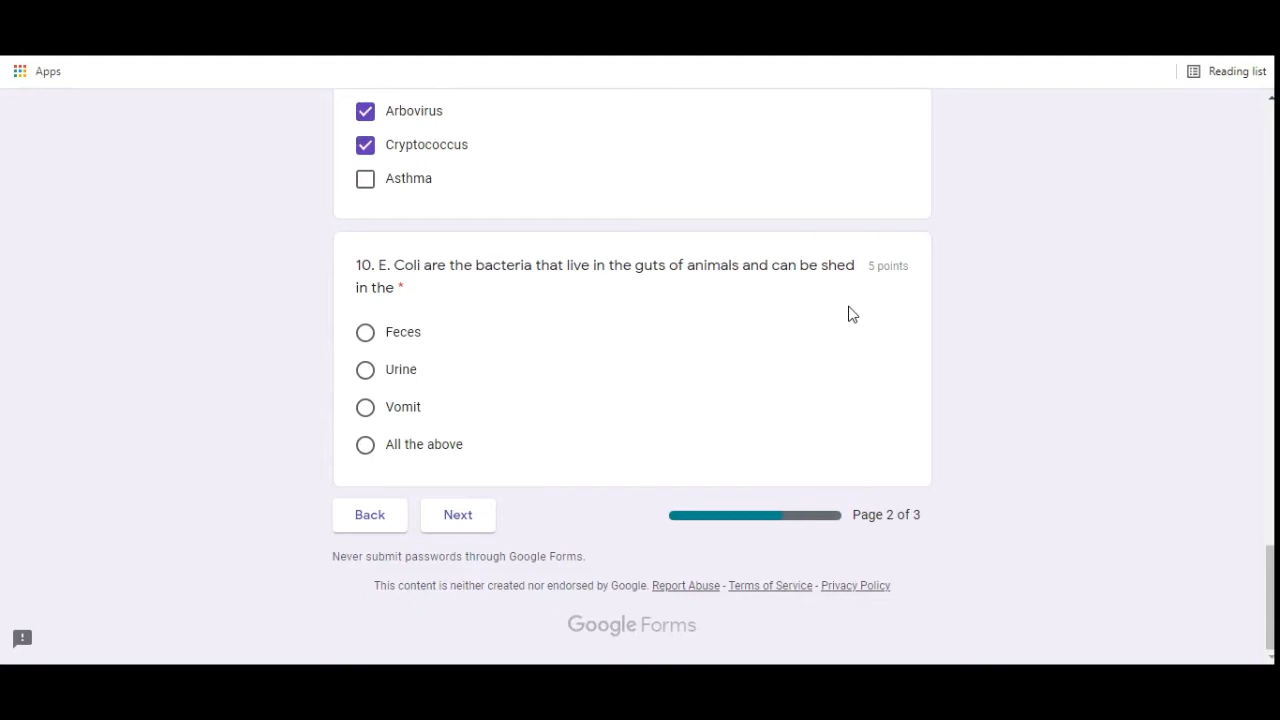 Apps
Reading list
Arbovirus
Cryptococcus
Asthma
10. E. Coli are the bacteria that live in the guts of animals and can be shed 5 points
in the *
Feces
Urine
Vomit
All the above
Back Next Page 2 of 3
Never submit passwords through Google Forms.
This content is neither created nor endorsed by Google. Report Abuse - Terms of Service - Privacy Policy
Google Forms